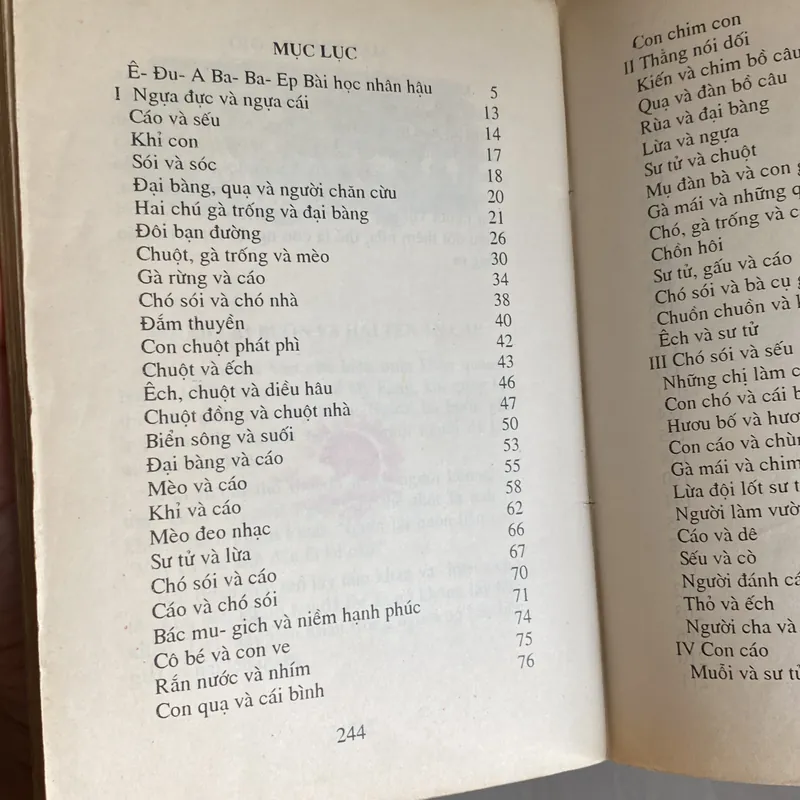 MỤC LỤC
Ê- Đu- A Ba- Ba- Ep Bài học nhân hậu 5
I Ngựa đực và ngựa cái 13
Cáo và sếu 14
Khỉ con 17
Sói và sóc 18
Đại bàng, quạ và người chăn cừu 20
Hai chú gà trống và đại bàng 21
Đôi bạn đường 26
Chuột, gà trống và mèo 30
Gà rừng và cáo 34
Chó sói và chó nhà 38
Đắm thuyền 40
Con chuột phát phì 42
Chuột và ếch 43
Êch, chuột và diều hâu 46
Chuột đồng và chuột nhà 47
Biển sông và suối 50
Đại bàng và cáo 53
Mèo và cáo 55
Khỉ và cáo 58
Mèo đeo nhạc 62
Sư tử và lừa 66
Chó sói và cáo 67
Cáo và chó sói 70
Bác mu- gich và niềm hạnh phúc 71
Cô bé và con ve 74
Rắn nước và nhím 75
Con quạ và cái bình 76
244
Con chim con
II Thằng nói dối
Kiến và chim bồ câu
Quạ và đàn bồ câu
Rùa và đại bàng
Lừa và ngựa
Sư tử và chuột
Mụ đàn bà và con
Gà mái và những
Chó, gà trống và
Chồn hôi
Sư tử, gấu và cáo
Chó sói và bà cụ
Chuồn chuồn và
Êch và sư tử
III Chó sói và sếu
Những chị làm
Con chó và cái
Hươu bố và
Con cáo và
Gà mái và chim
Lừa đội lốt sư
Người làm
Cáo và dê
Sếu và cò
Người đánh
Thỏ và ếch
Người cha và
IV Con cáo
Muỗi và sư tử